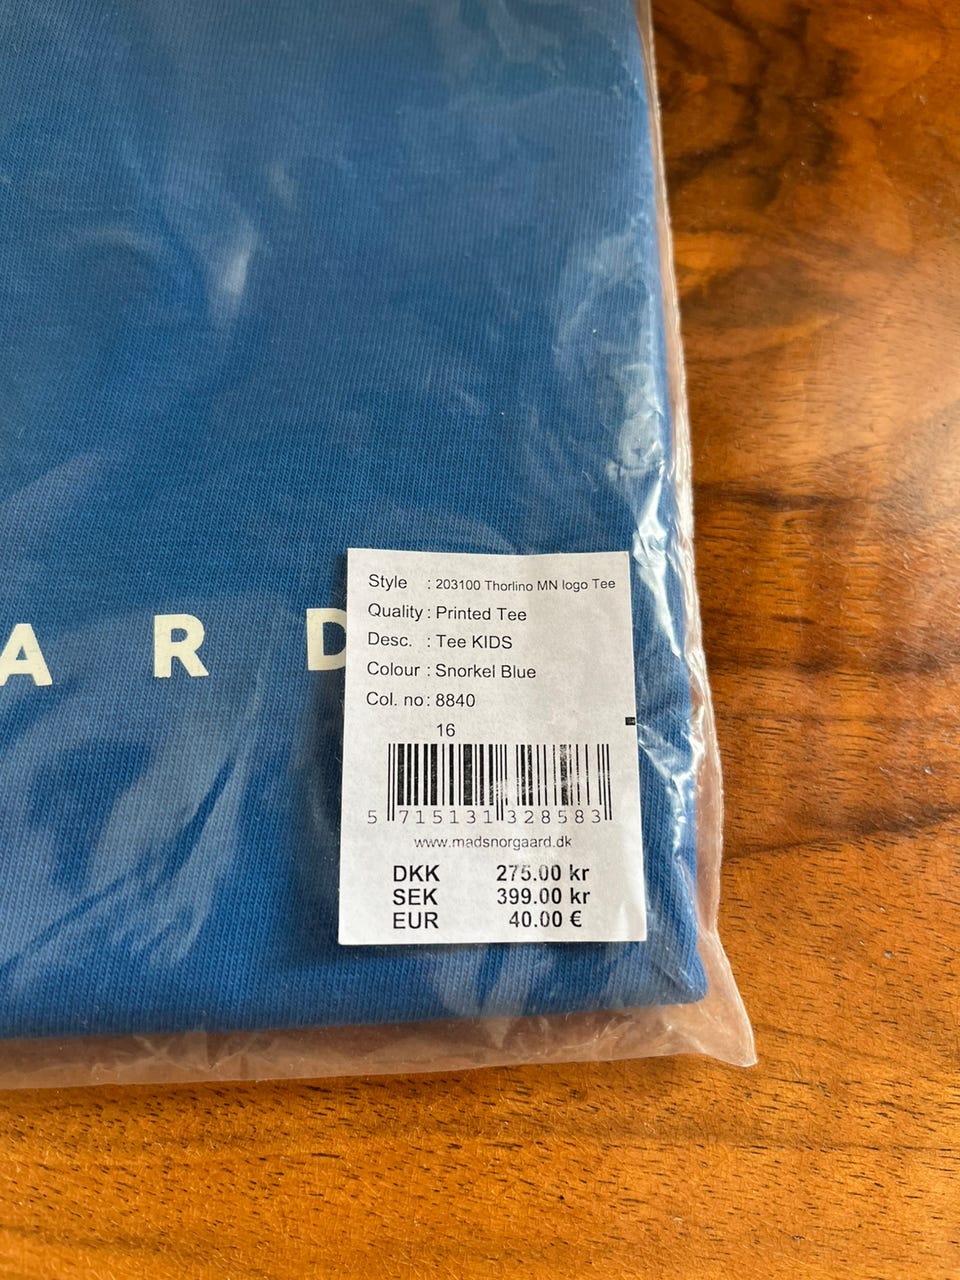 ARD
Style : 203100 Thorlino MN logo Tee
Quality : Printed Tee
Desc. : Tee KIDS
Colour : Snorkel Blue
Col. no : 8840
16
5 715131 328583
www.madsnorgaard.dk
DKK 275.00 kr
SEK 399.00 kr
EUR 40.00 €